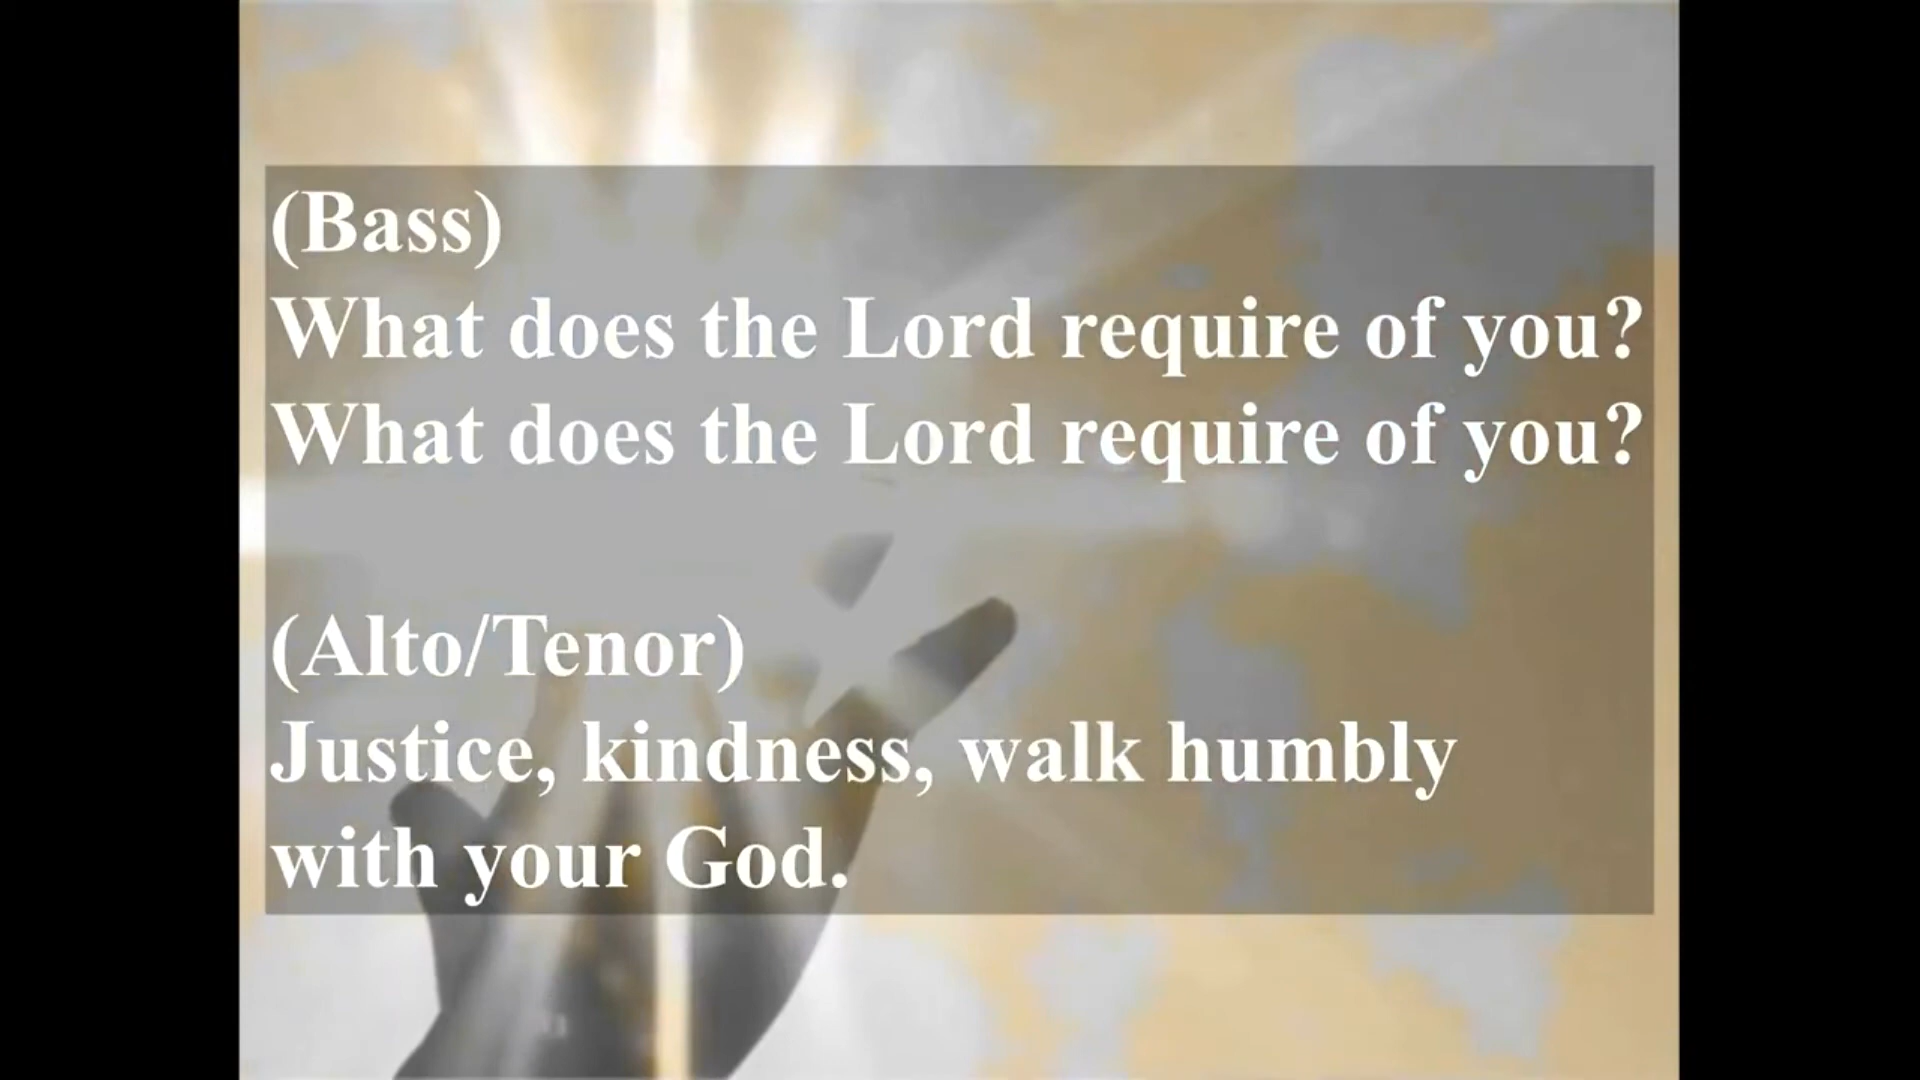 (Bass)
What does the Lord require of you?
What does the Lord require of you?
(Alto/Tenor)
Justice, kindness, walk humbly
with your God.